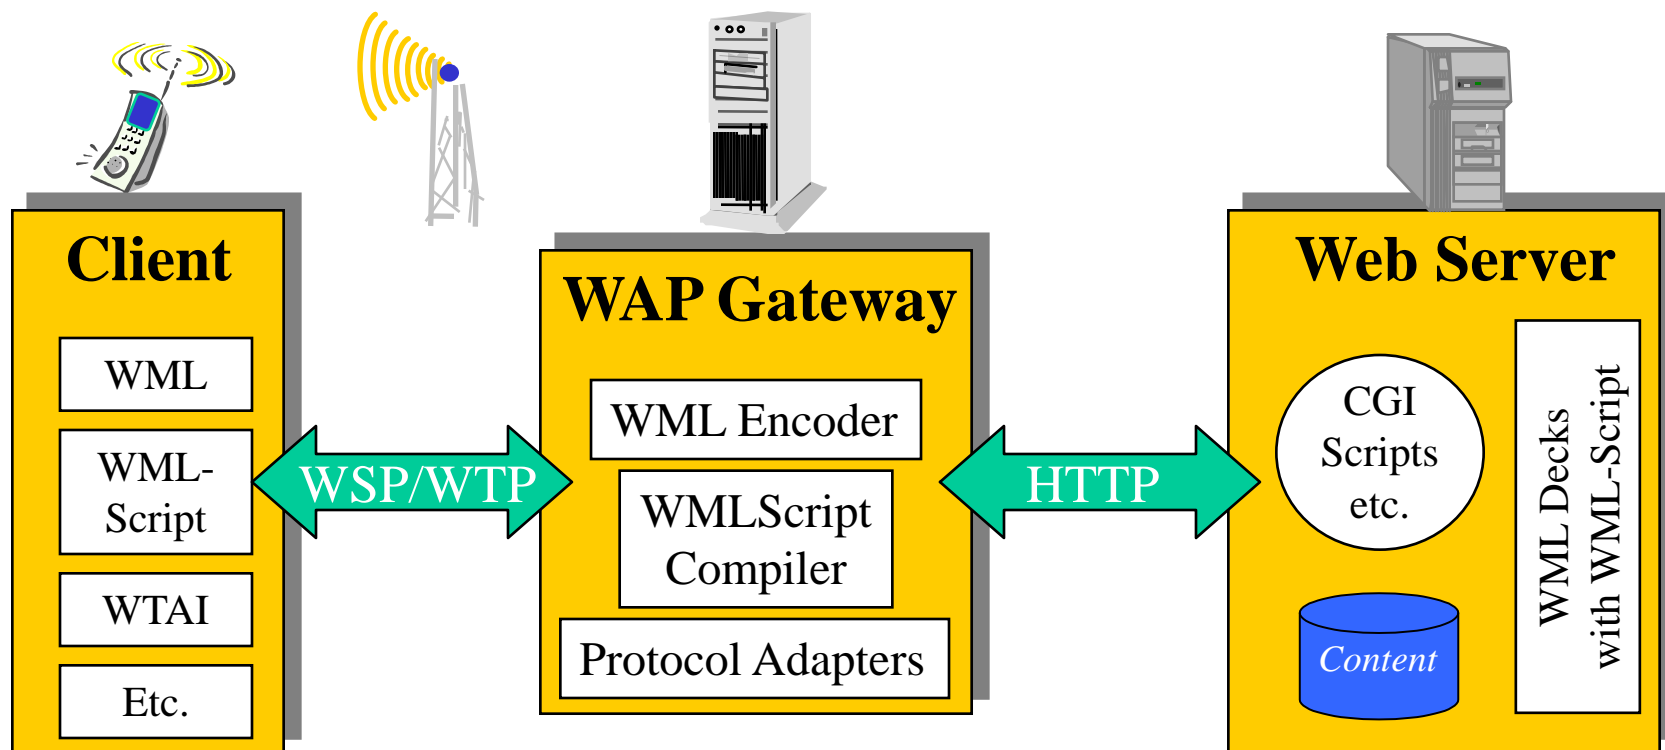 Client
WML
WML-
Script
WTAI
Etc.
WSP/WTP
WAP Gateway
WML Encoder
WMLScript
Compiler
Protocol Adapters
HTTP
Web Server
CGI
Scripts
etc.
Content
WML Decks
with WML-Script